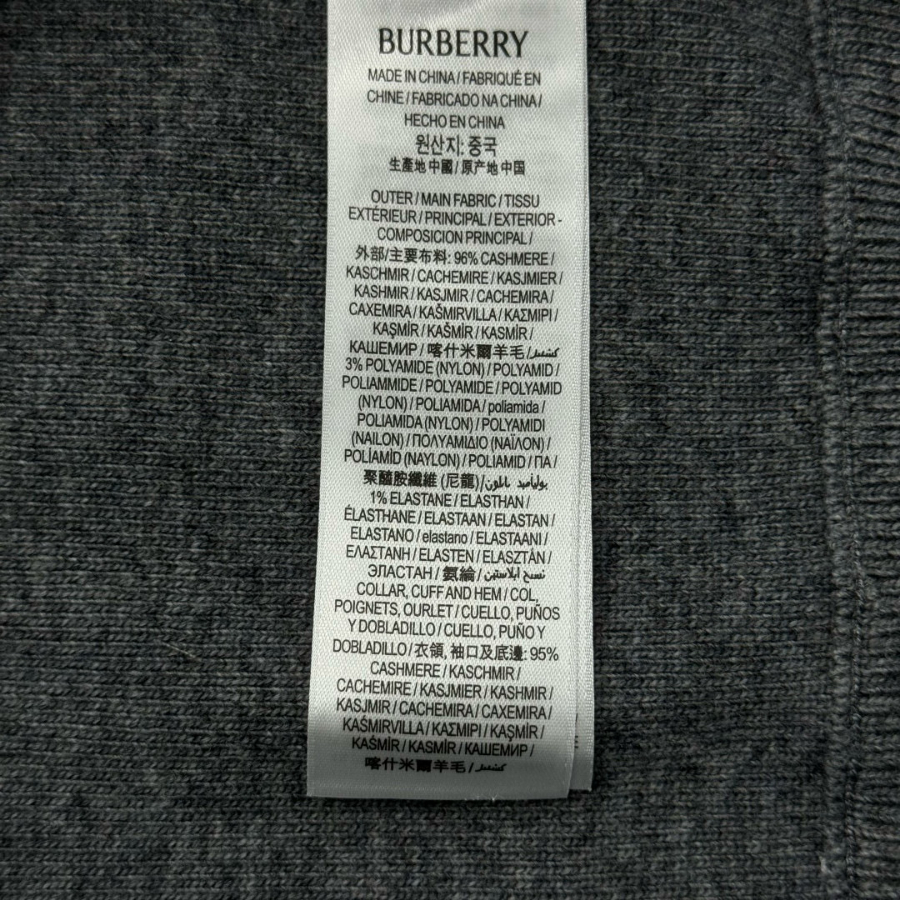 BURBERRY
MADE IN CHINA / FABRIQUÉ EN
CHINE / FABRICADO NA CHINA /
HECHO EN CHINA
원산지: 중국
生產地 中國 / 原产地 中国
OUTER / MAIN FABRIC / TISSU
EXTÉRIEUR / PRINCIPAL / EXTERIOR -
COMPOSICION PRINCIPAL /
外部/主要布料: 96% CASHMERE /
KASCHMIR / CACHEMIRE / KASJMIER /
KASHMIR / KASJMIR / CACHEMIRA /
CAXEMIRA / KAŠMIRVILLA / ΚΑΣΜΙΡΙ /
KAŞMİR / KAŠMÍR / KASMÍR /
КАШЕМИР / 喀什米爾羊毛 / كشمير
3% POLYAMIDE (NYLON) / POLYAMID /
POLIAMMIDE / POLYAMIDE / POLYAMID
(NYLON) / POLIAMIDA / poliamida /
POLIAMIDA (NYLON) / POLYAMIDI
(NAILON) / ΠΟΛΥΑΜΙΔΙΟ (ΝΑΪΛΟΝ) /
POLİAMİD (NAYLON) / POLIAMID / ПА /
聚醯胺纖維 (尼龍)/بوليأميد نايلون/
1% ELASTANE / ELASTHAN /
ÉLASTHANNE / ELASTAAN / ELASTAN /
ELASTANO / elastano / ELASTAANI /
ΕΛΑΣΤΑΝΗ / ELASTEN / ELASZTÁN /
ЭЛАСТАН / 氨綸 / نسيج ايلاستين
COLLAR, CUFF AND HEM / COL,
POIGNETS, OURLET / CUELLO, PUÑOS
Y DOBLADILLO / CUELLO, PUÑO Y
DOBLADILLO / 衣領, 袖口及底邊: 95%
CASHMERE / KASCHMIR /
CACHEMIRE / KASJMIER / KASHMIR /
KASJMIR / CACHEMIRA / CAXEMIRA /
KAŠMIRVILLA / ΚΑΣΜΙΡΙ / KAŞMİR /
KAŠMÍR / KASMÍR / КАШЕМИР /
喀什米爾羊毛 / كشمير